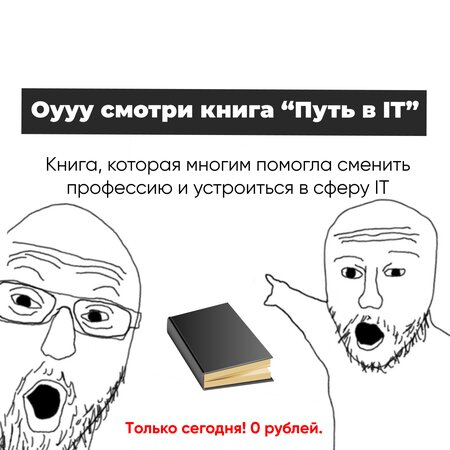 Оууу смотри книга “Путь в IT”
Книга, которая многим помогла сменить
профессию и устроиться в сферу IT
Только сегодня! 0 рублей.